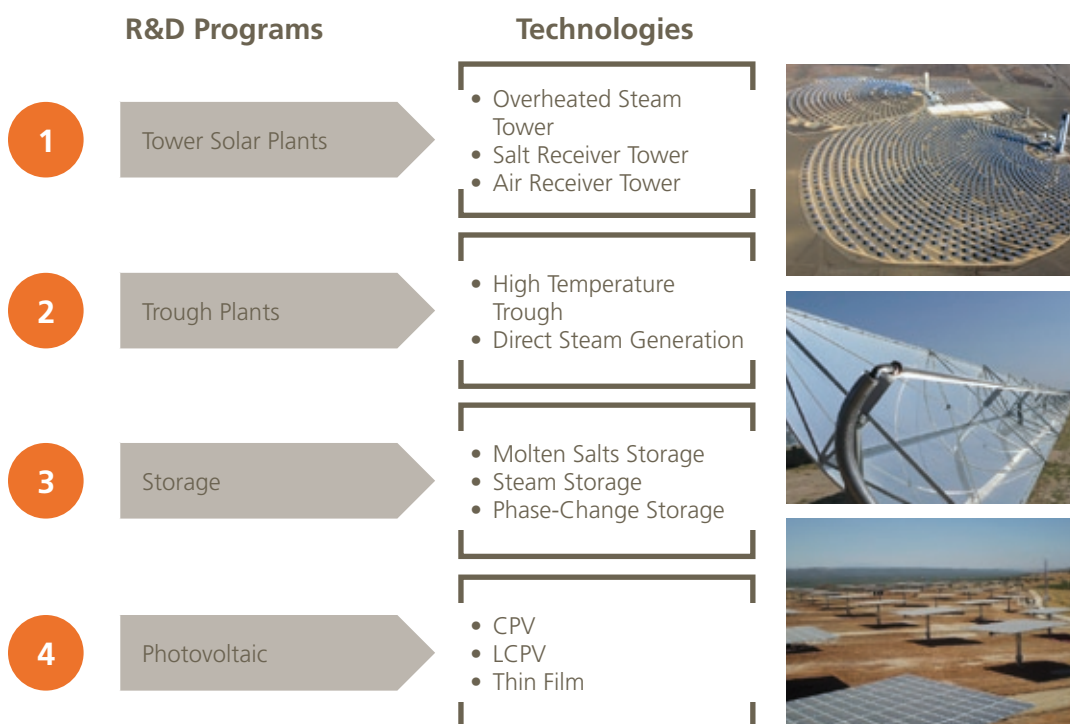 R&D Programs
Technologies
1
Tower Solar Plants
• Overheated Steam
Tower
• Salt Receiver Tower
• Air Receiver Tower
2
Trough Plants
• High Temperature
Trough
• Direct Steam Generation
3
Storage
• Molten Salts Storage
• Steam Storage
• Phase-Change Storage
4
Photovoltaic
• CPV
• LCPV
• Thin Film